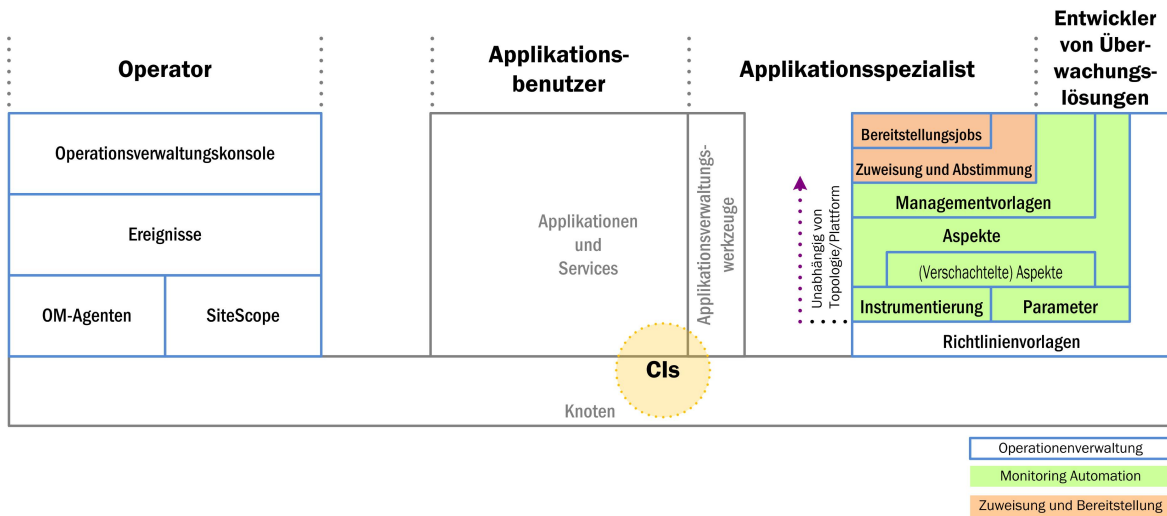 Operator
Applikations-
benutzer
Applikationsspezialist
Entwickler
von Über-
wachungs-
lösungen
Operationsverwaltungskonsole
Ereignisse
OM-Agenten
SiteScope
Applikationen
und
Services
Applikationsverwaltungs-
werkzeuge
Unabhängig von
Topologie/Plattform
Bereitstellungsjobs
Zuweisung und Abstimmung
Managementvorlagen
Aspekte
(Verschachtelte) Aspekte
Instrumentierung
Parameter
Richtlinienvorlagen
CIs
Knoten
Operationenverwaltung
Monitoring Automation
Zuweisung und Bereitstellung